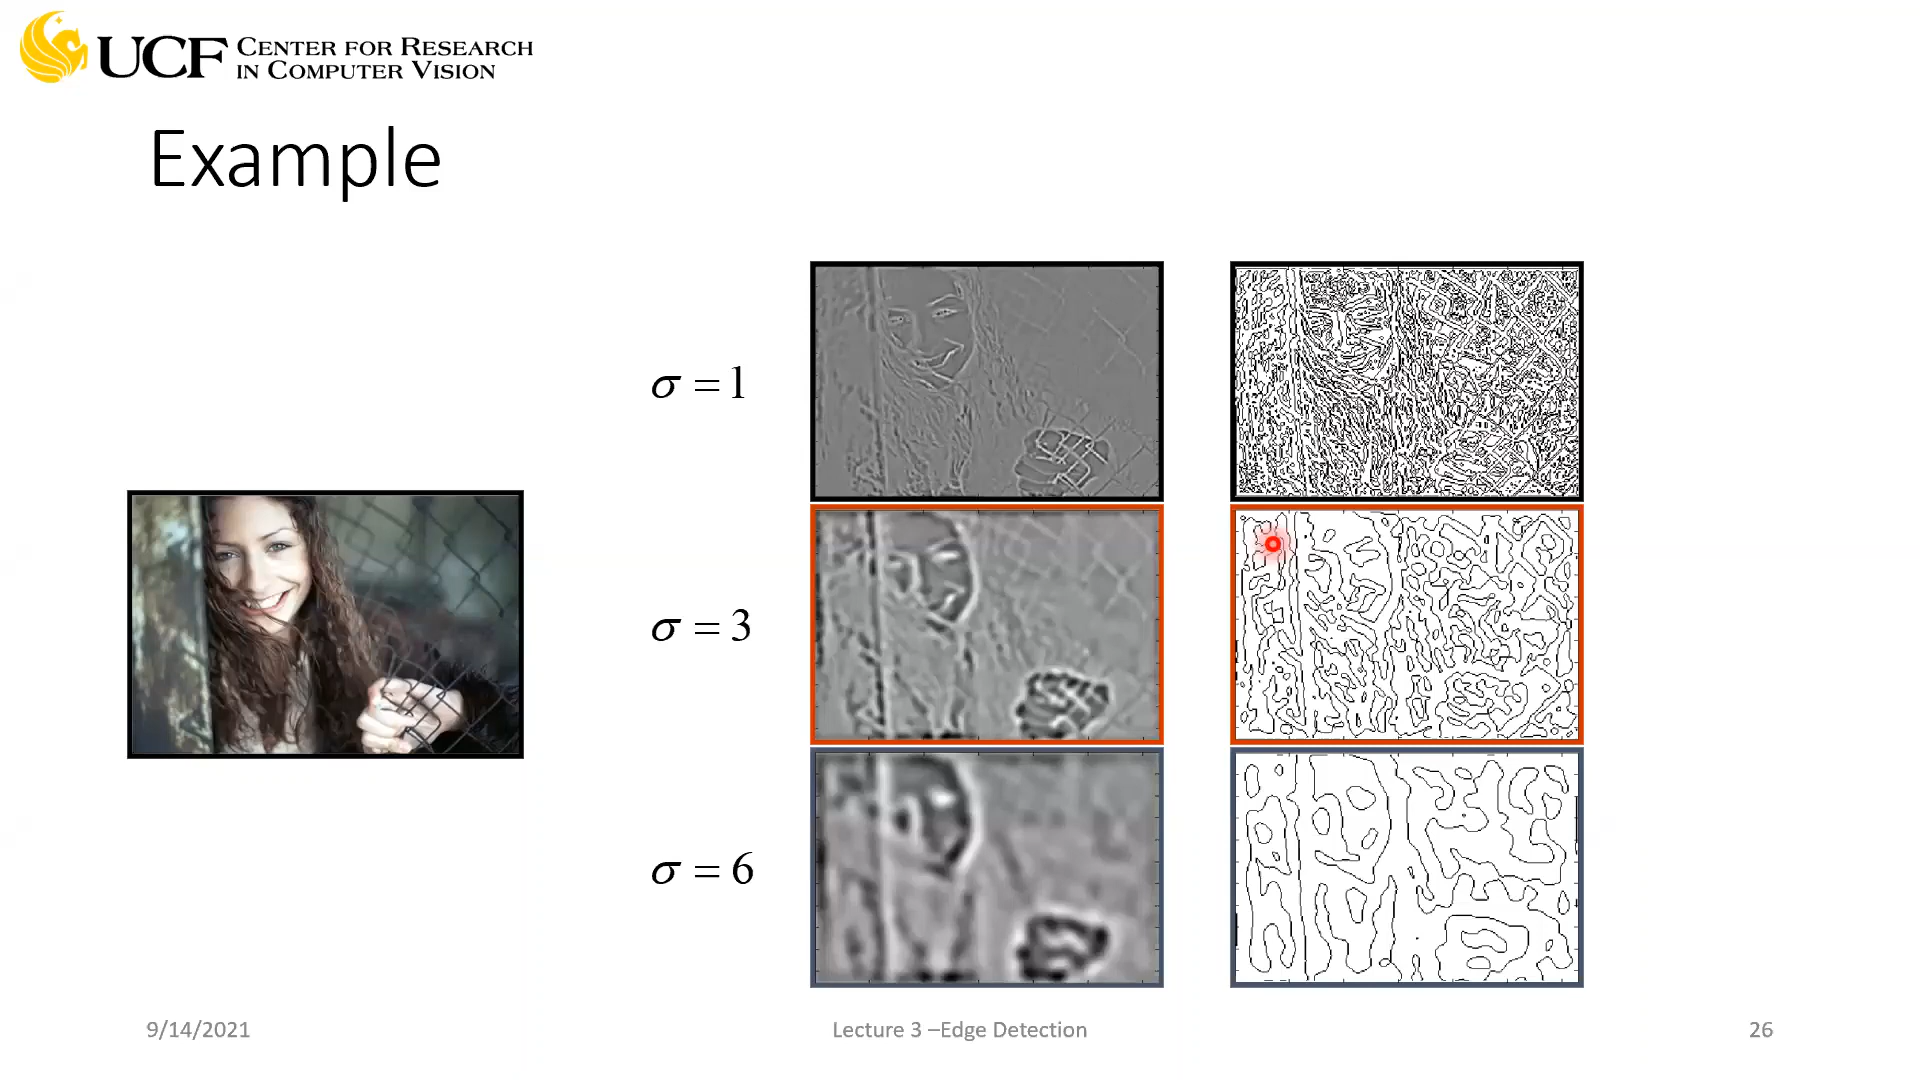 UCF CENTER FOR RESEARCH
IN COMPUTER VISION
Example
σ = 1
σ = 3
σ = 6
9/14/2021
Lecture 3 –Edge Detection
26